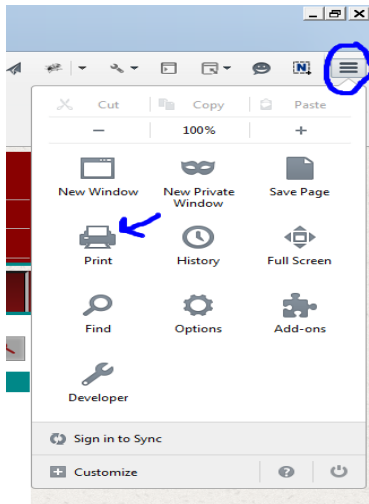 N
Cut Copy Paste
100%
New Window New Private Save Page
Window
Print History Full Screen
Find Options Add-ons
Developer
Sign in to Sync
Customize